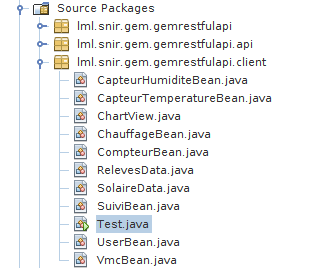 Source Packages
lml.snir.gem.gemrestfulapi
lml.snir.gem.gemrestfulapi.api
lml.snir.gem.gemrestfulapi.client
CapteurHumiditeBean.java
CapteurTemperatureBean.java
ChartView.java
ChauffageBean.java
CompteurBean.java
RelevesData.java
SolaireData.java
SuiviBean.java
Test.java
UserBean.java
VmcBean.java